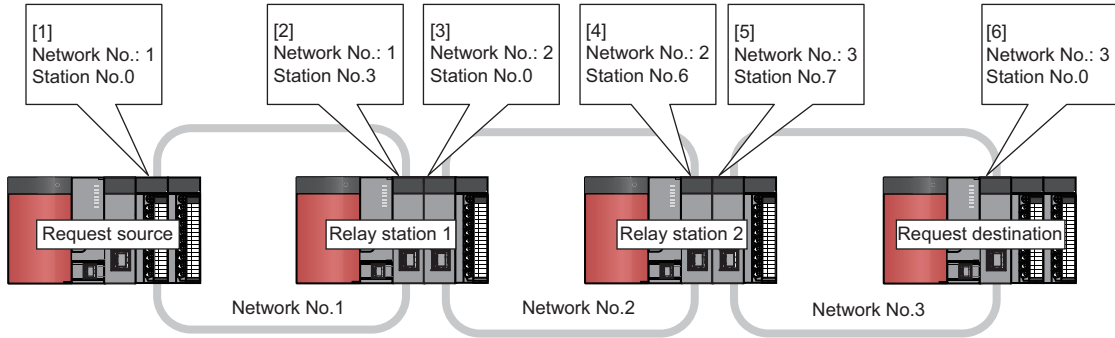 [1]
Network No.: 1
Station No.0
[2]
Network No.: 1
Station No.3
[3]
Network No.: 2
Station No.0
[4]
Network No.: 2
Station No.6
[5]
Network No.: 3
Station No.7
[6]
Network No.: 3
Station No.0
Request source
Relay station 1
Relay station 2
Request destination
Network No.1
Network No.2
Network No.3